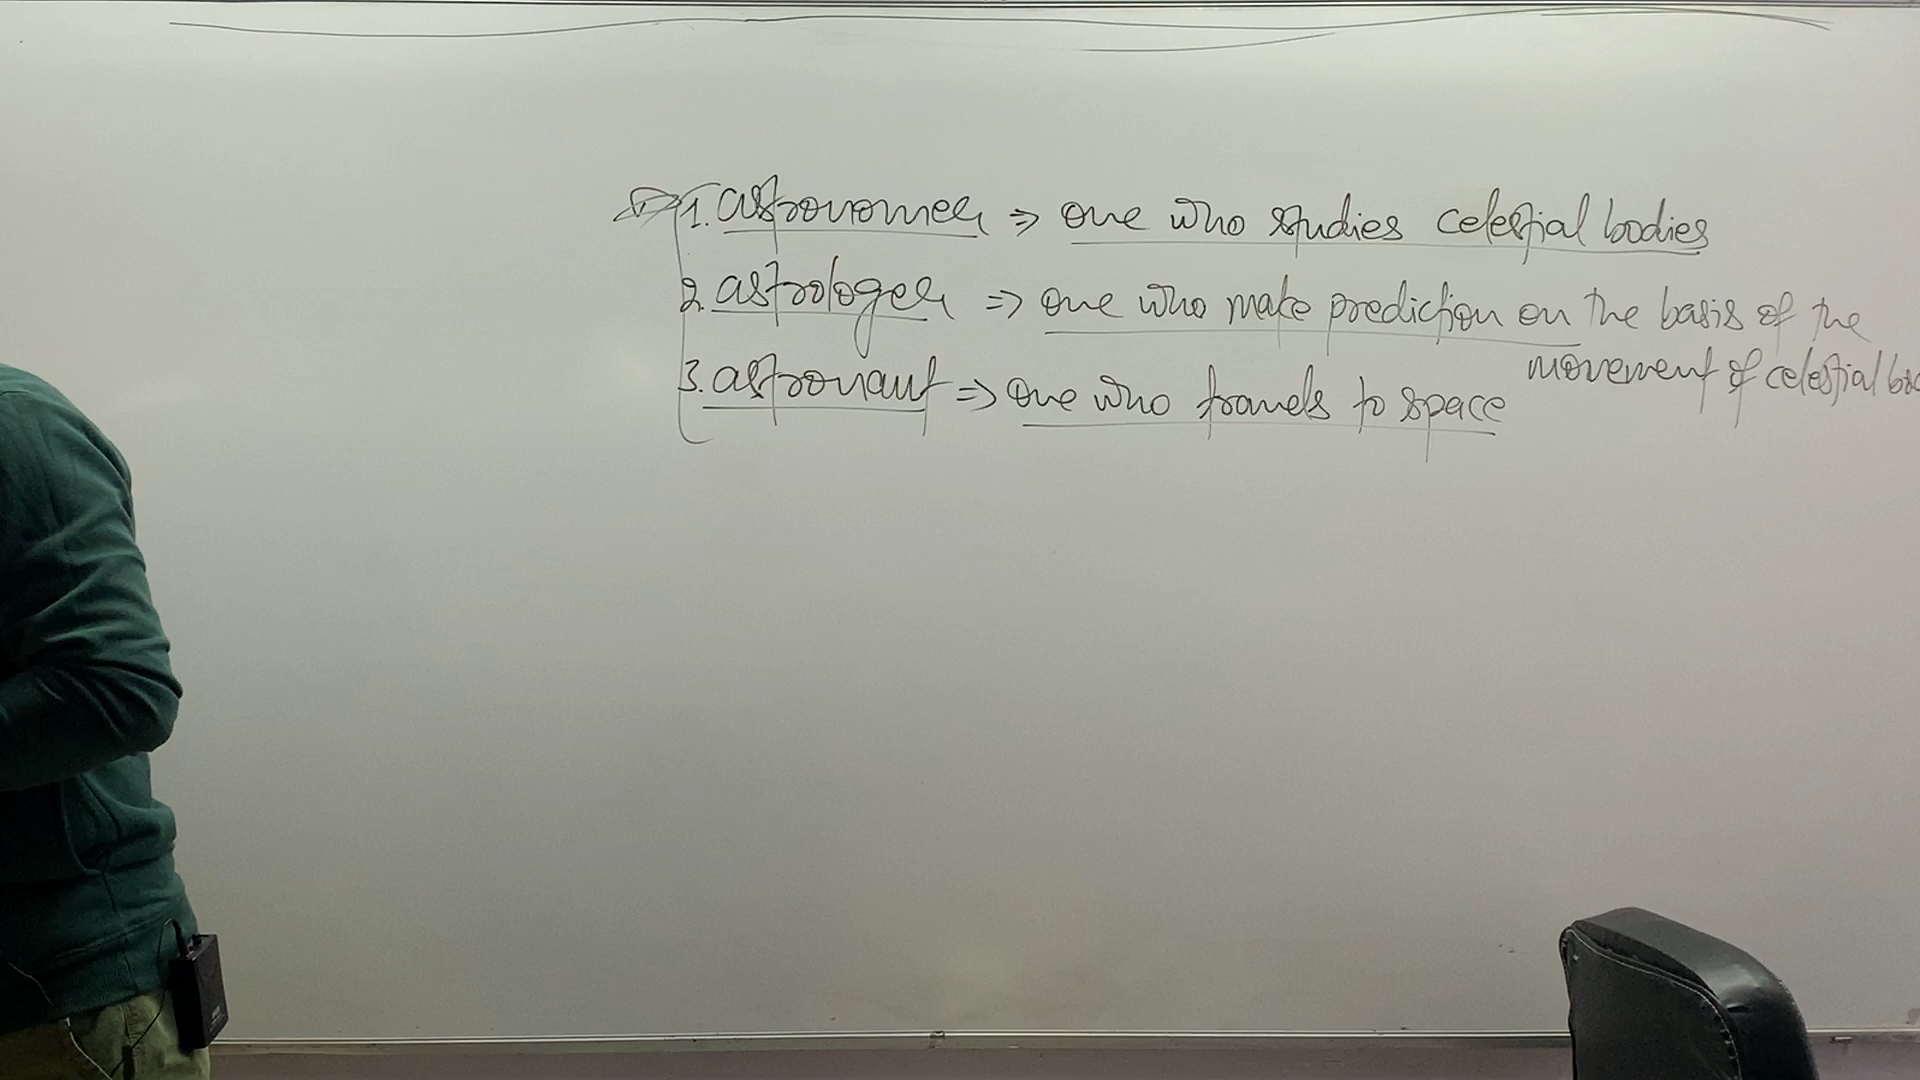 1. astronomer ⇒ one who studies celestial bodies
2. astrologer ⇒ one who make prediction on the basis of the
movement of celestial
3. astronaut ⇒ one who travels to space